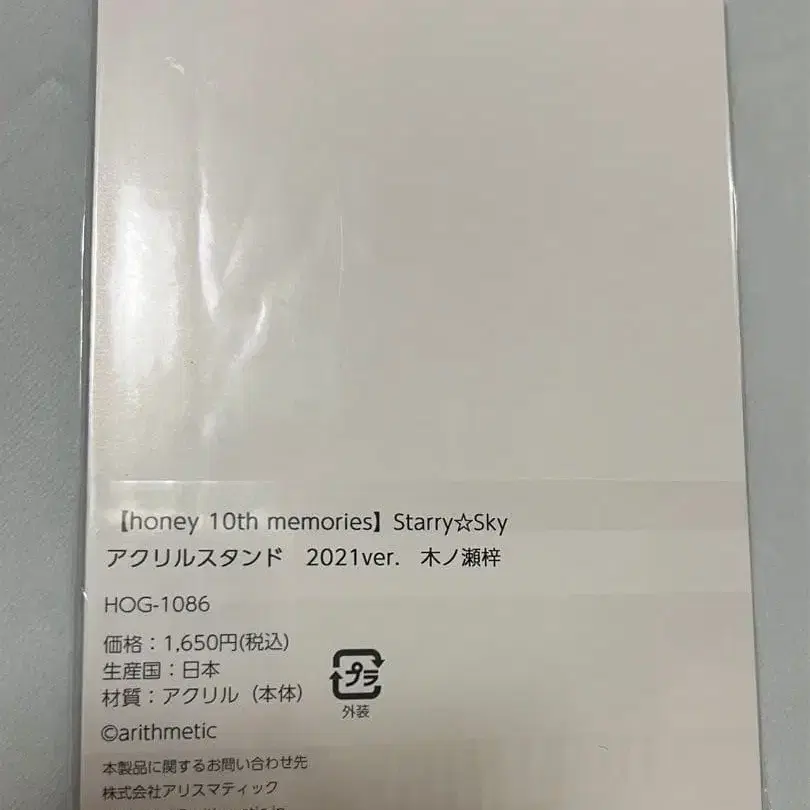 【honey 10th memories】Starry☆Sky
アクリルスタンド 2021ver. 木ノ瀬梓
HOG-1086
価格：1,650円(税込)
生産国：日本
材質：アクリル（本体）
プラ
外装
©arithmetic
本製品に関するお問い合わせ先
株式会社アリスマティック